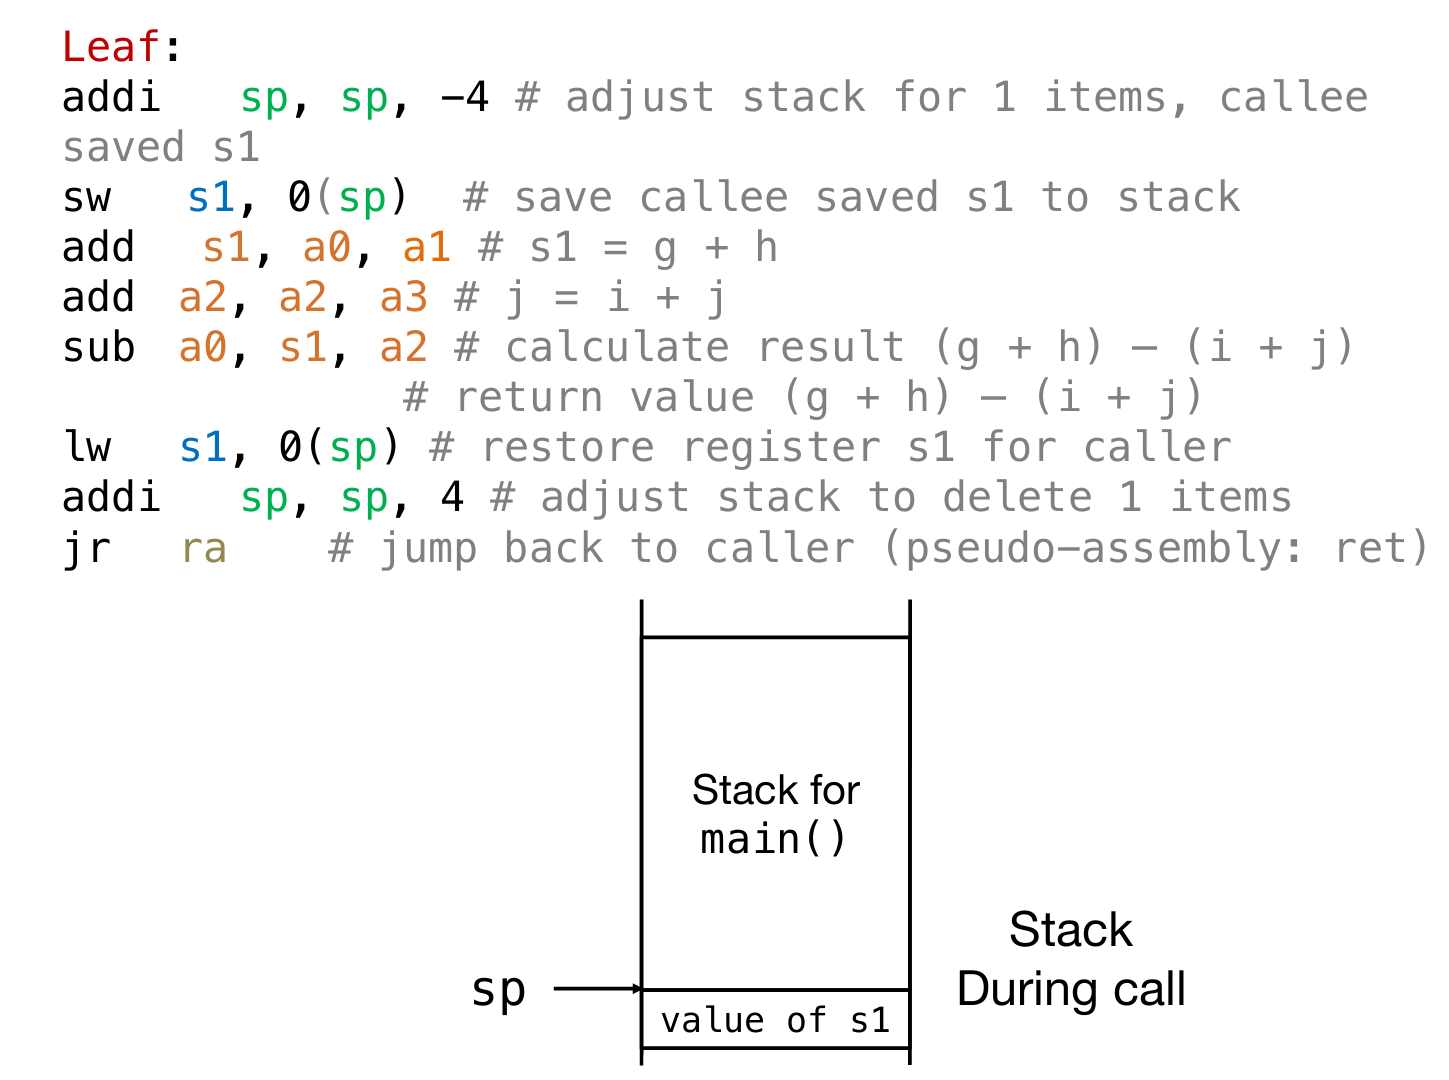 Leaf:
addi sp, sp, -4 # adjust stack for 1 items, callee
saved s1
sw s1, 0(sp) # save callee saved s1 to stack
add s1, a0, a1 # s1 = g + h
add a2, a2, a3 # j = i + j
sub a0, s1, a2 # calculate result (g + h) – (i + j)
# return value (g + h) – (i + j)
lw s1, 0(sp) # restore register s1 for caller
addi sp, sp, 4 # adjust stack to delete 1 items
jr ra # jump back to caller (pseudo-assembly: ret)
Stack for
main()
Stack
During call
sp
value of s1